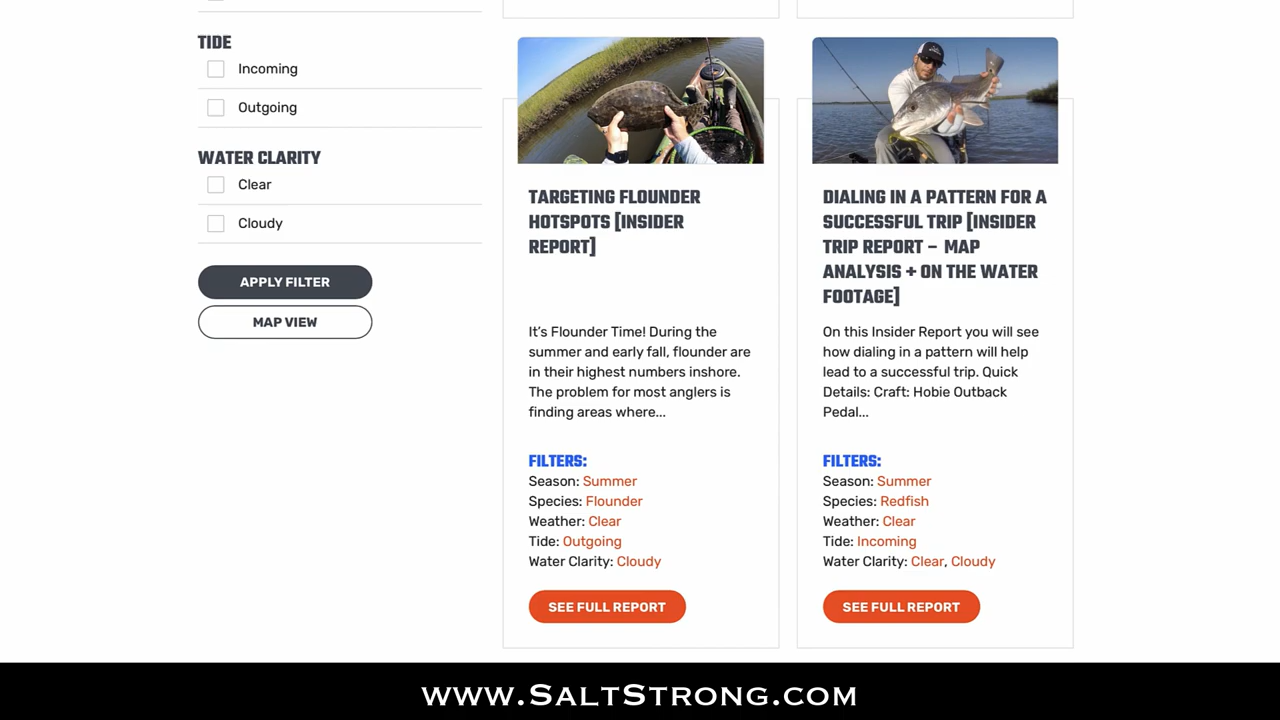 TIDE
Incoming
Outgoing
WATER CLARITY
Clear
Cloudy
APPLY FILTER
MAP VIEW
TARGETING FLOUNDER
HOTSPOTS [INSIDER
REPORT]
It’s Flounder Time! During the
summer and early fall, flounder are
in their highest numbers inshore.
The problem for most anglers is
finding areas where...
FILTERS:
Season: Summer
Species: Flounder
Weather: Clear
Tide: Outgoing
Water Clarity: Cloudy
SEE FULL REPORT
DIALING IN A PATTERN FOR A
SUCCESSFUL TRIP [INSIDER
TRIP REPORT – MAP
ANALYSIS + ON THE WATER
FOOTAGE]
On this Insider Report you will see
how dialing in a pattern will help
lead to a successful trip. Quick
Details: Craft: Hobie Outback
Pedal...
FILTERS:
Season: Summer
Species: Redfish
Weather: Clear
Tide: Incoming
Water Clarity: Clear, Cloudy
SEE FULL REPORT
www.SaltStrong.com